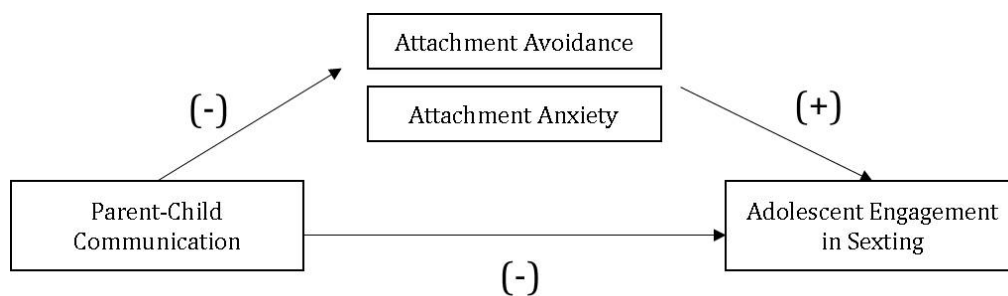 Attachment Avoidance
(-)
Attachment Anxiety
(+)
Parent-Child
Communication
Adolescent Engagement
in Sexting
(-)